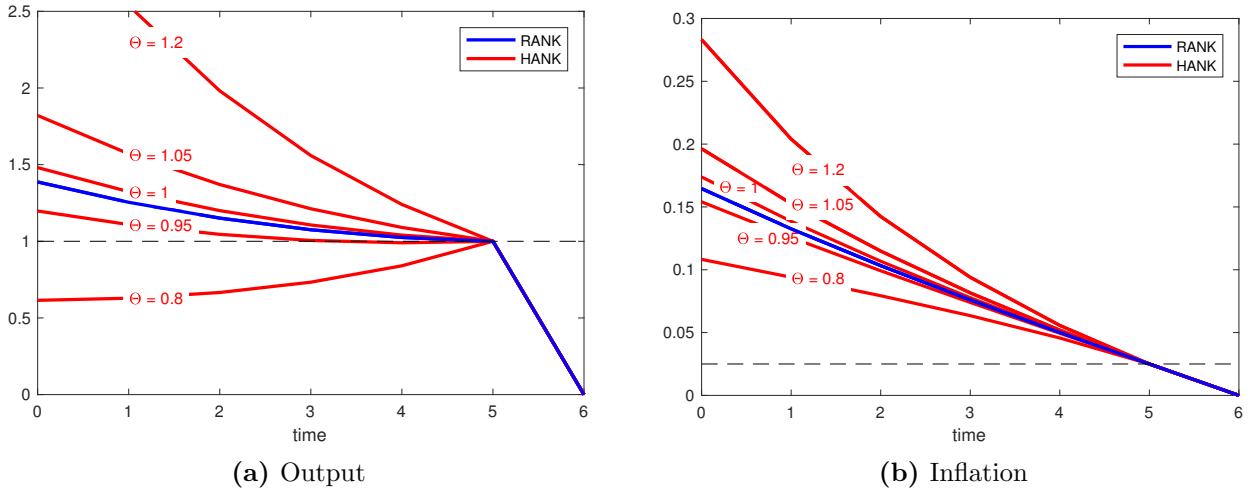 2.5
2
1.5
1
0.5
0
0 1 2 3 4 5 6
time
RANK
HANK
Θ = 1.2
Θ = 1.05
Θ = 1
Θ = 0.95
Θ = 0.8
(a) Output
0.3
0.25
0.2
0.15
0.1
0.05
0
0 1 2 3 4 5 6
time
RANK
HANK
Θ = 1.2
Θ = 1
Θ = 1.05
Θ = 0.95
Θ = 0.8
(b) Inflation